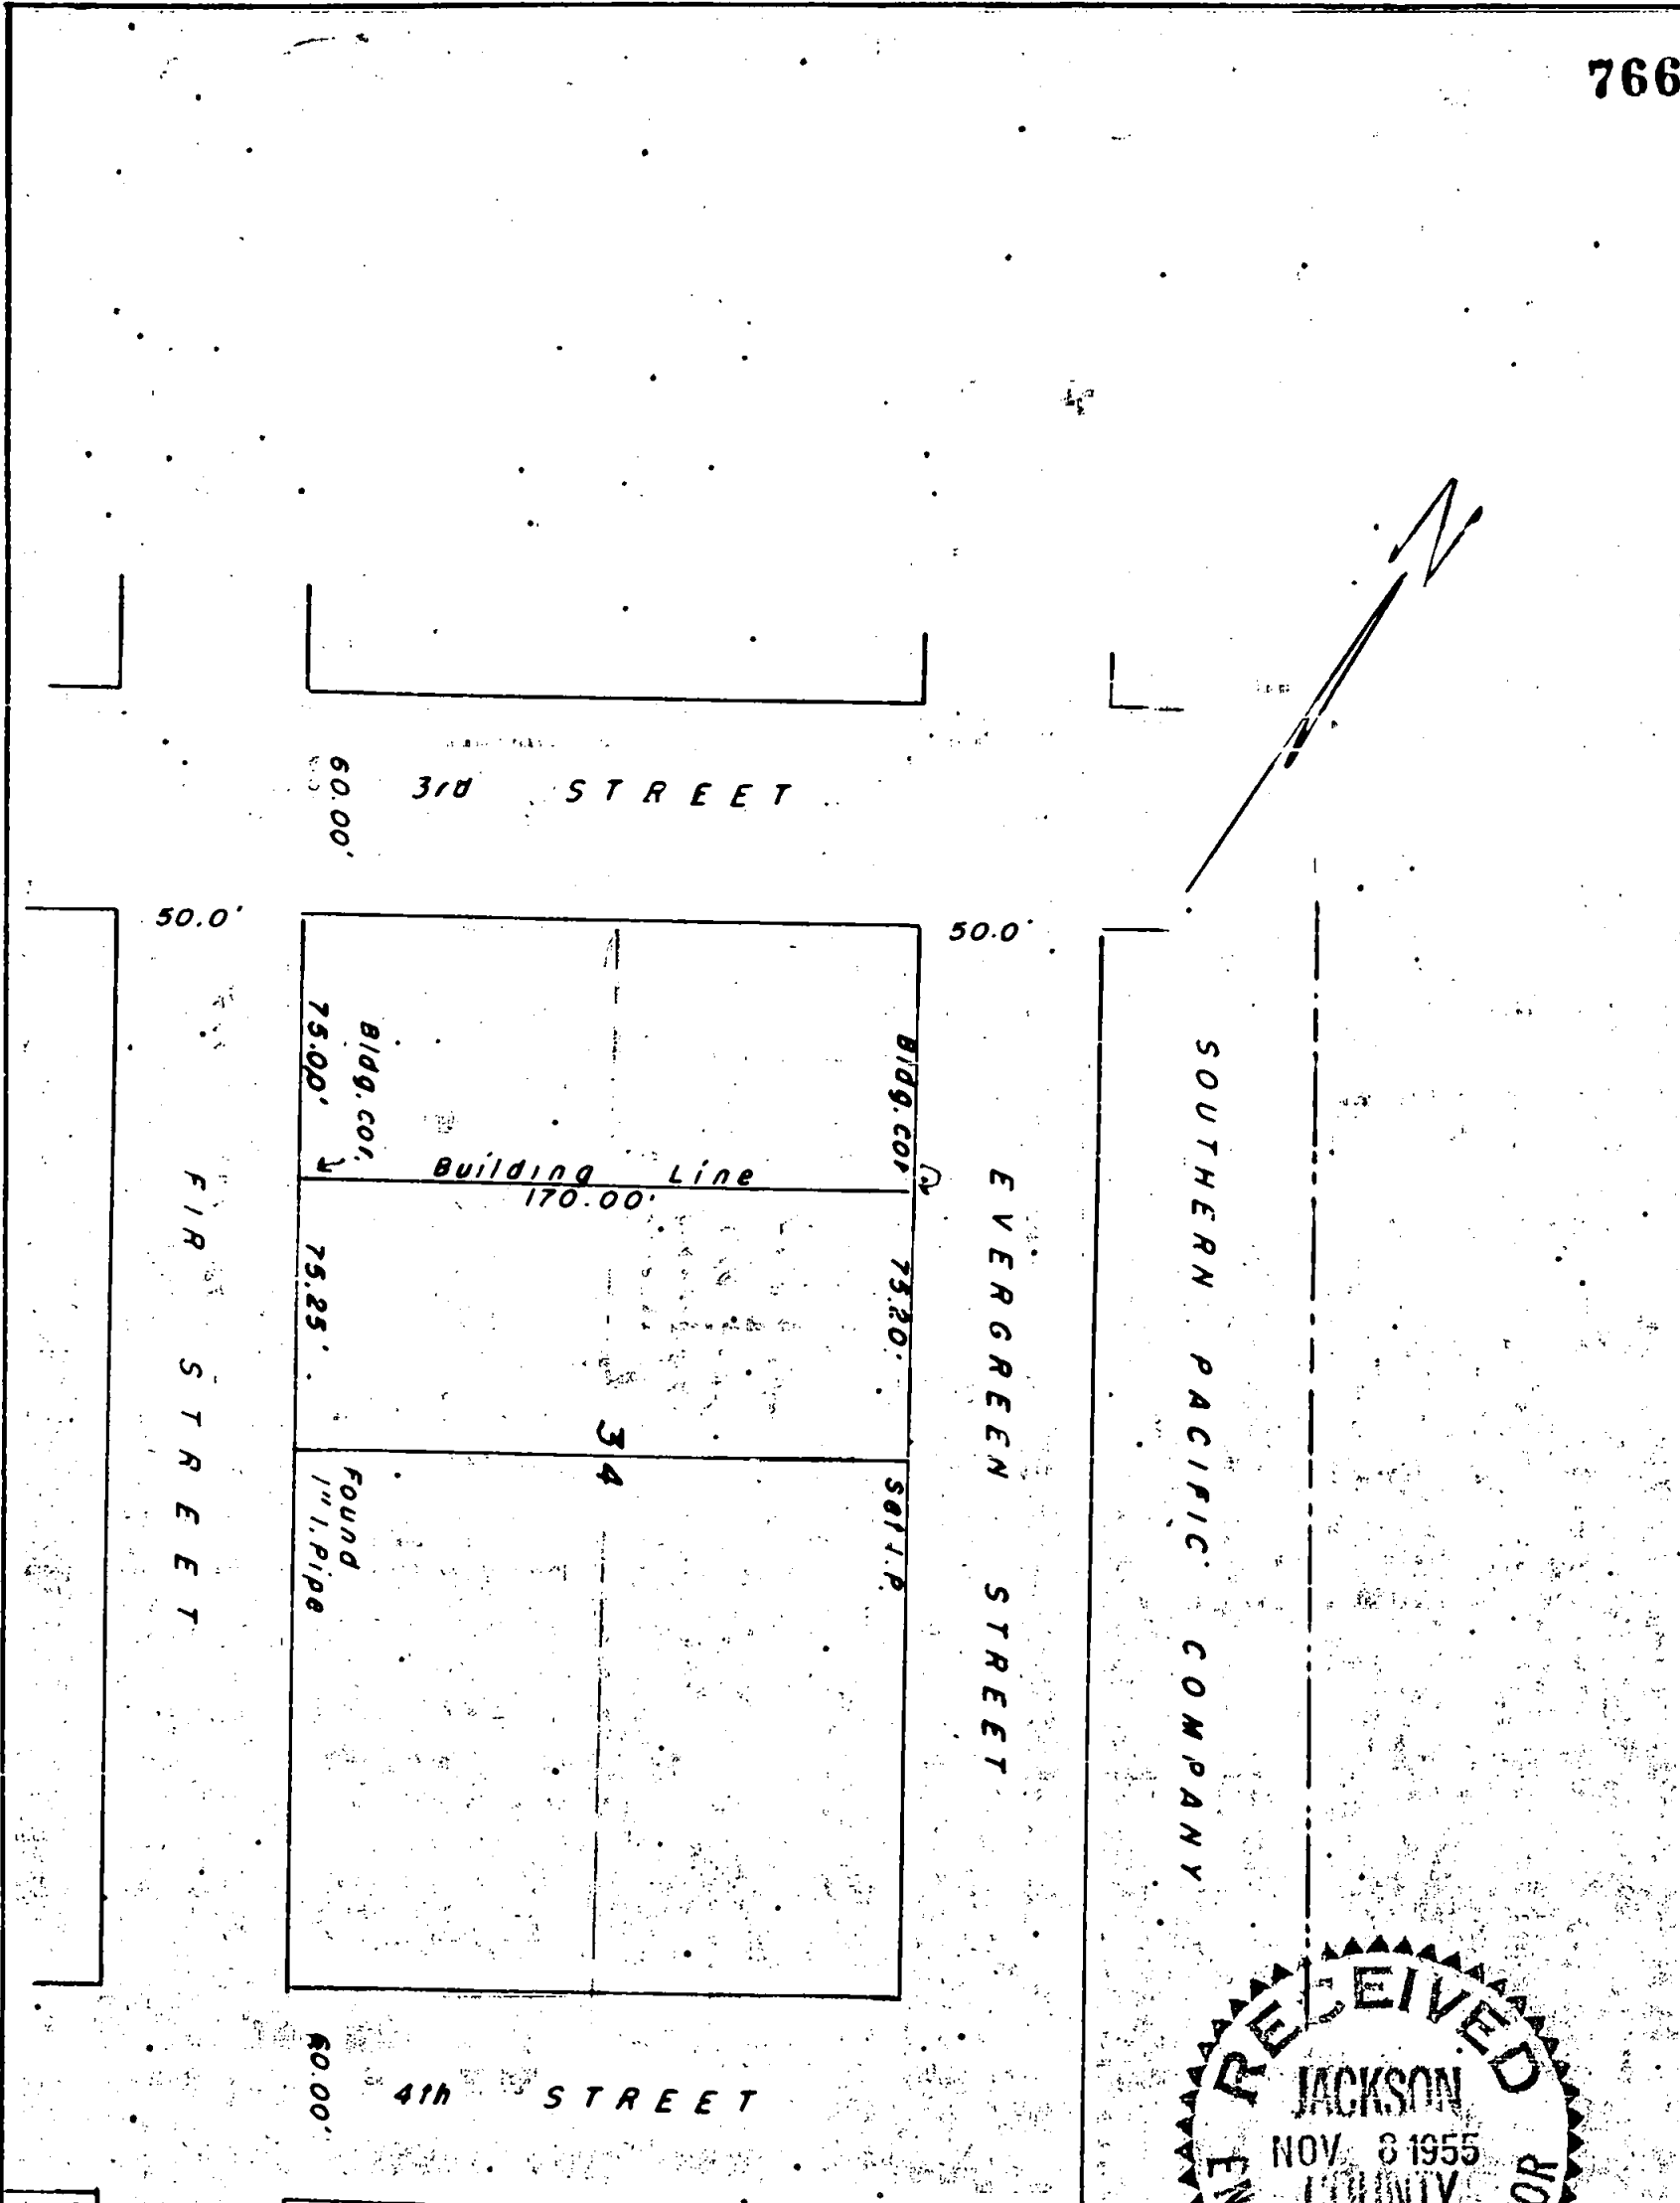 766
N
60.00'
3rd STREET
50.0'
50.0'
75.00'
Bldg. cor.
Bldg. cor.
Building Line
170.00'
75.25'
75.20'
34
Found
1" I. Pipe
Set I.P.
FIR STREET
EVERGREEN STREET
SOUTHERN PACIFIC COMPANY
60.00'
4th STREET
RECEIVED
JACKSON
NOV 8 1955
COUNTY